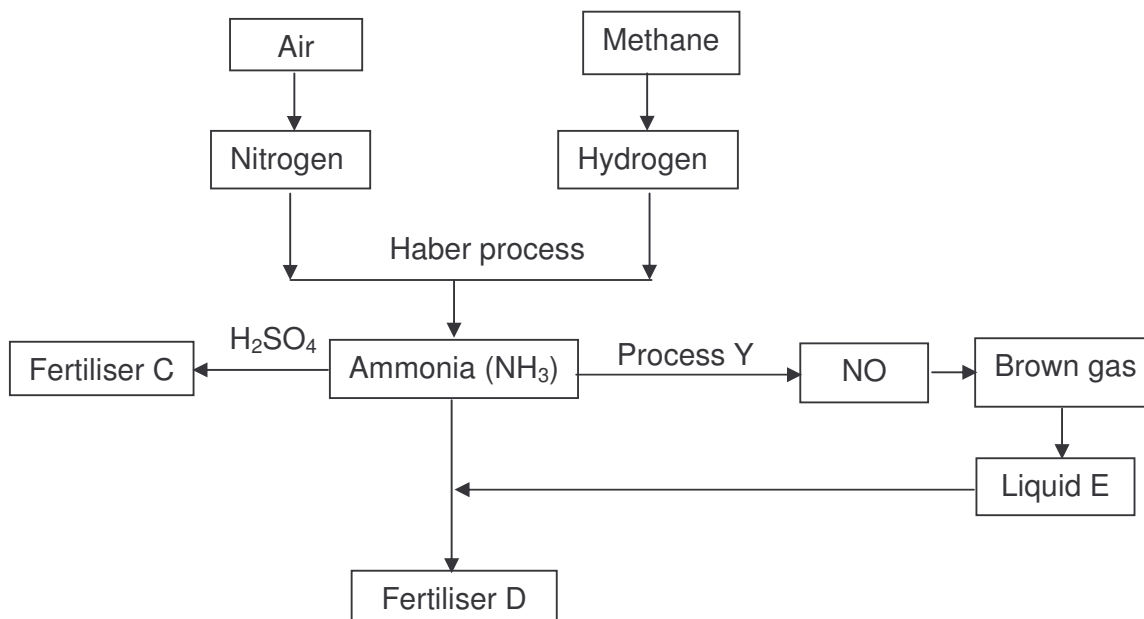 Air
Methane
Nitrogen
Hydrogen
Haber process
H₂SO₄
Fertiliser C
Ammonia (NH₃)
Process Y
NO
Brown gas
Liquid E
Fertiliser D